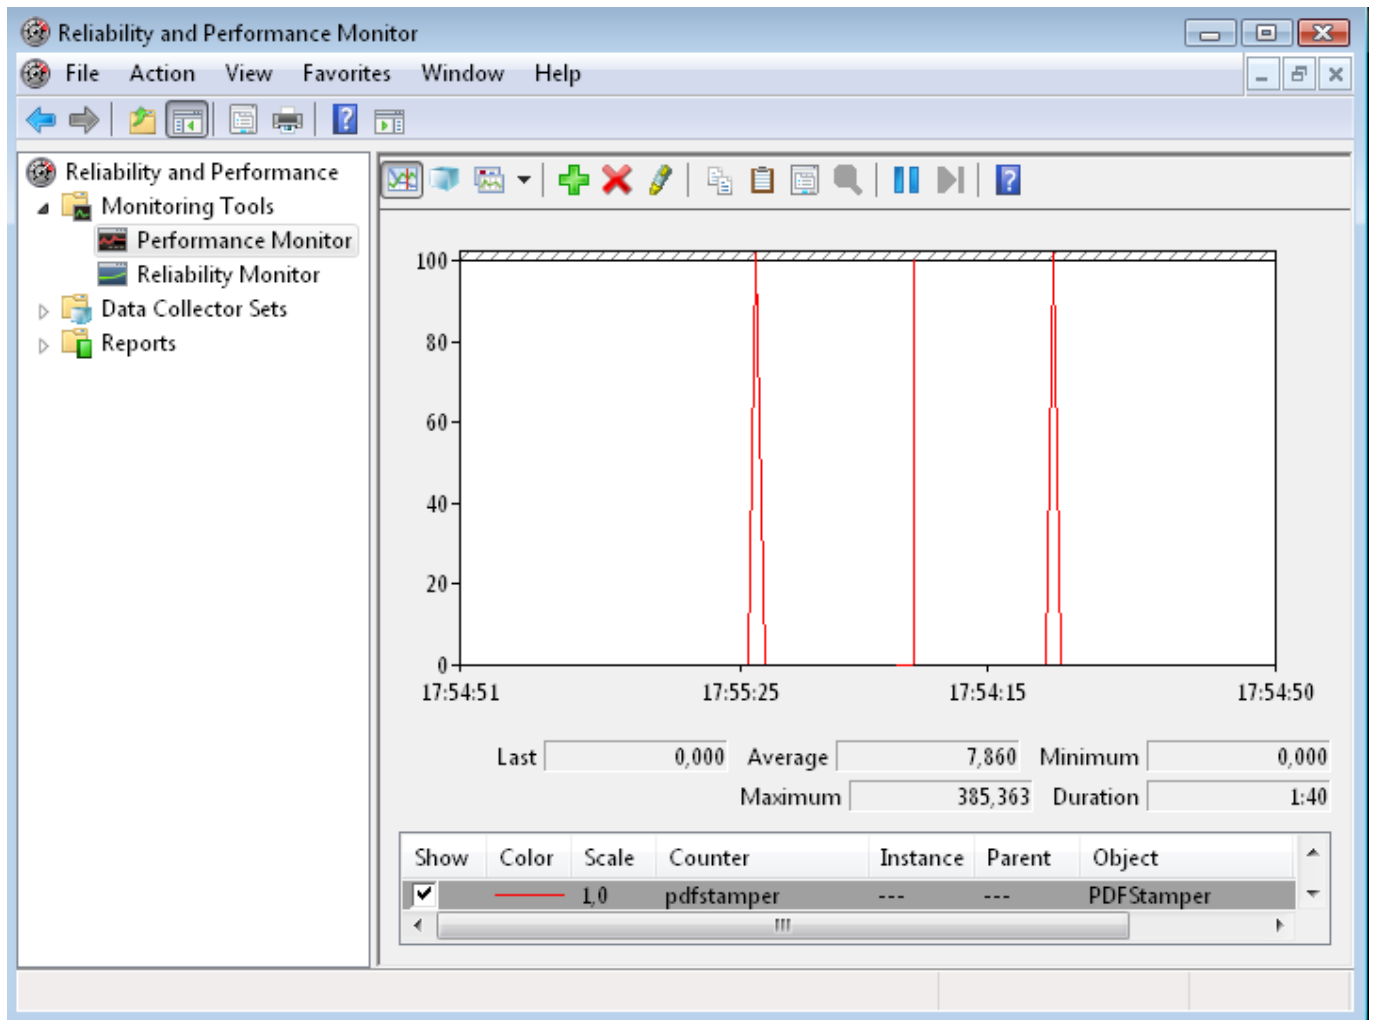 Reliability and Performance Monitor
File Action View Favorites Window Help
Reliability and Performance
Monitoring Tools
Performance Monitor
Reliability Monitor
Data Collector Sets
Reports
100
80
60
40
20
0
17:54:51 17:55:25 17:54:15 17:54:50
Last 0,000 Average 7,860 Minimum 0,000
Maximum 385,363 Duration 1:40
Show Color Scale Counter Instance Parent Object
1,0 pdfstamper --- --- PDFStamper